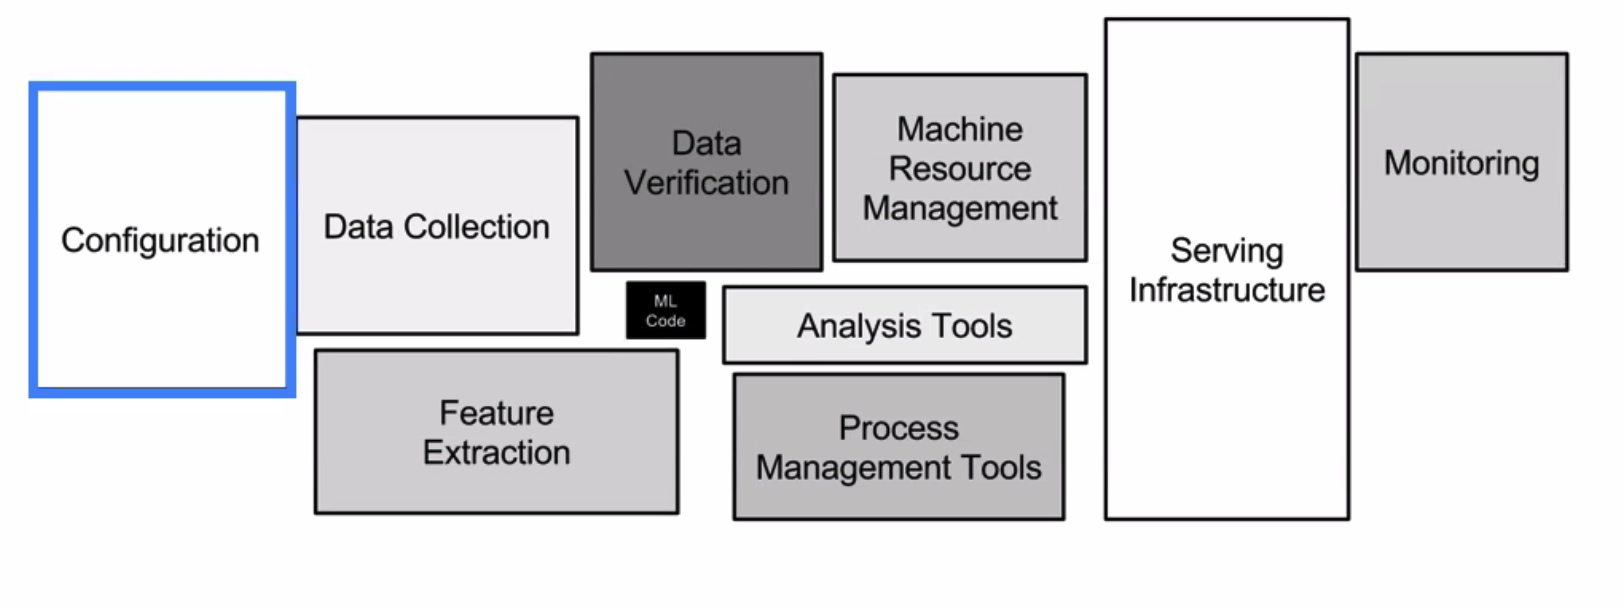 Configuration
Data Collection
Data
Verification
Machine
Resource
Management
Serving
Infrastructure
Monitoring
ML
Code
Analysis Tools
Feature
Extraction
Process
Management Tools